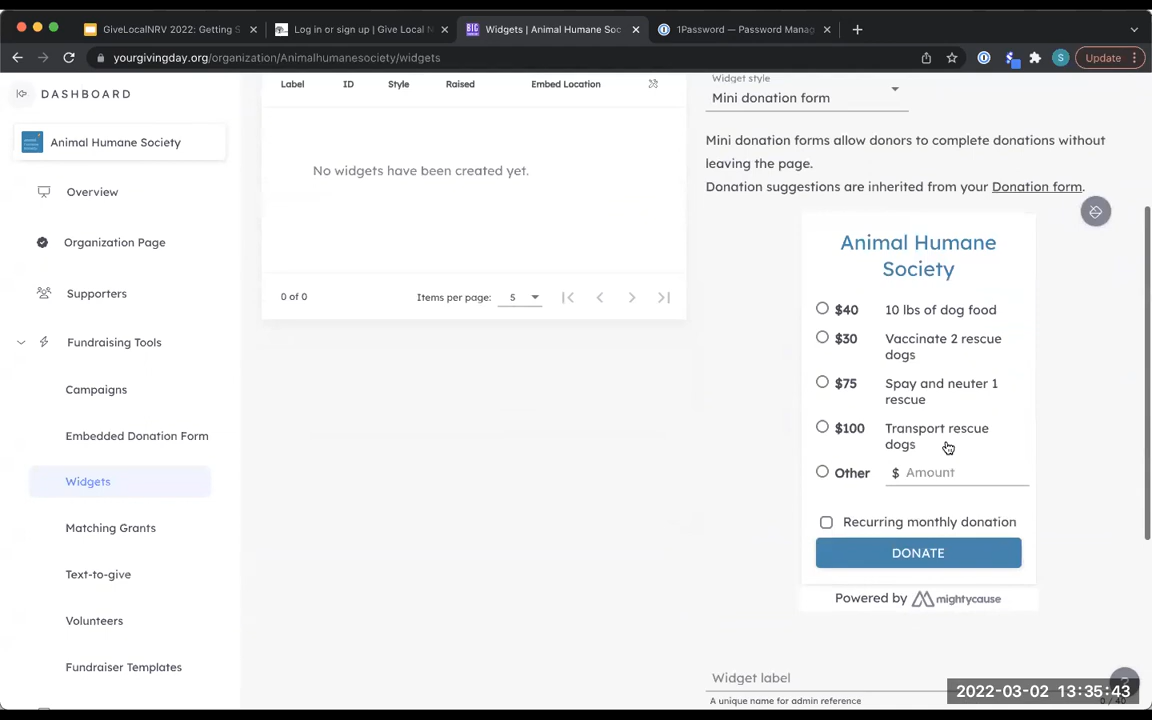 GiveLocalNRV 2022: Getting S
Log in or sign up | Give Local N
BIG
Widgets | Animal Humane Soc
1Password — Password Manag
yourgivingday.org/organization/Animalhumanesociety/widgets
S
Update
DASHBOARD
Animal Humane Society
Overview
Organization Page
Supporters
Fundraising Tools
Campaigns
Embedded Donation Form
Widgets
Matching Grants
Text-to-give
Volunteers
Fundraiser Templates
Label ID Style Raised Embed Location
No widgets have been created yet.
0 of 0 Items per page: 5
Widget style
Mini donation form
Mini donation forms allow donors to complete donations without
leaving the page.
Donation suggestions are inherited from your Donation form.
Animal Humane
Society
$40 10 lbs of dog food
$30 Vaccinate 2 rescue
dogs
$75 Spay and neuter 1
rescue
$100 Transport rescue
dogs
Other $ Amount
Recurring monthly donation
DONATE
Powered by mightycause
Widget label
A unique name for admin reference
2022-03-02 13:35:43